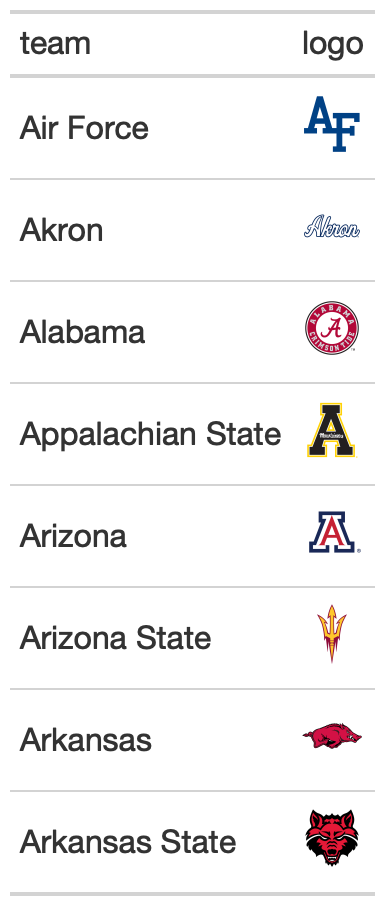 team logo
Air Force AF
Akron Akron
Alabama ALABAMA A CRIMSON TIDE
Appalachian State A
Arizona A
Arizona State
Arkansas
Arkansas State